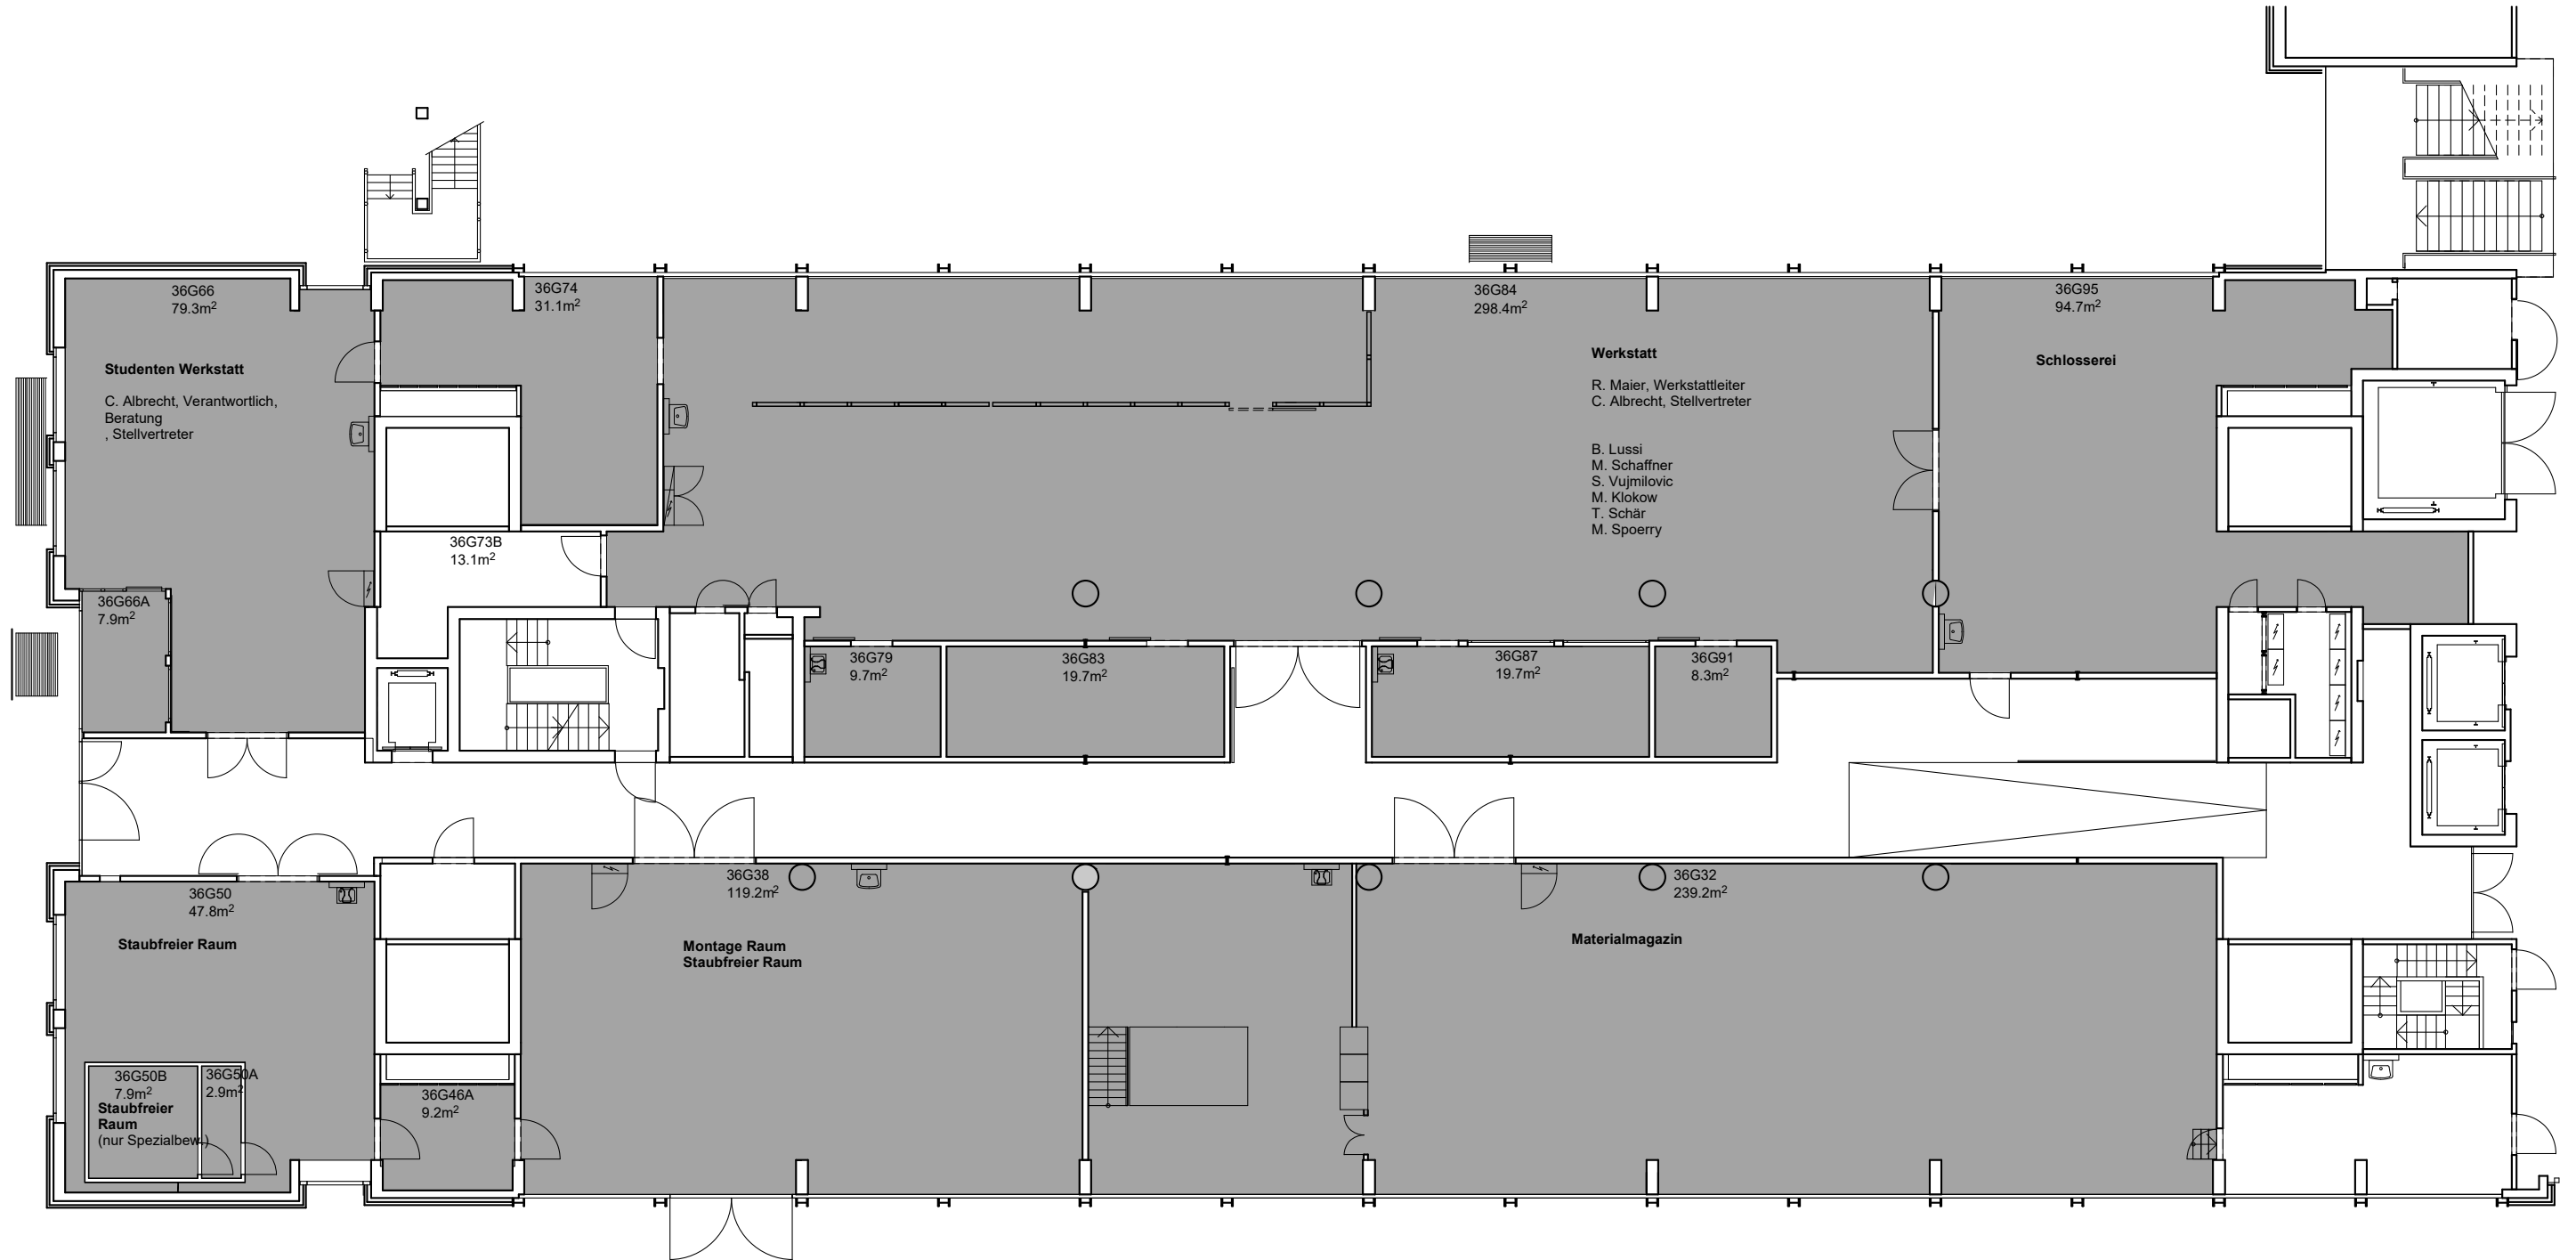 36G66
79.3m²
Studenten Werkstatt
C. Albrecht, Verantwortlich,
Beratung
, Stellvertreter
36G66A
7.9m²
36G74
31.1m²
36G73B
13.1m²
36G84
298.4m²
Werkstatt
R. Maier, Werkstattleiter
C. Albrecht, Stellvertreter
B. Lussi
M. Schaffner
S. Vujmilovic
M. Klokow
T. Schär
M. Spoerry
36G95
94.7m²
Schlosserei
36G79
9.7m²
36G83
19.7m²
36G87
19.7m²
36G91
8.3m²
36G50
47.8m²
Staubfreier Raum
36G50B
7.9m²
Staubfreier
Raum
(nur Spezialbew.)
36G50A
2.9m²
36G46A
9.2m²
36G38
119.2m²
Montage Raum
Staubfreier Raum
36G32
239.2m²
Materialmagazin